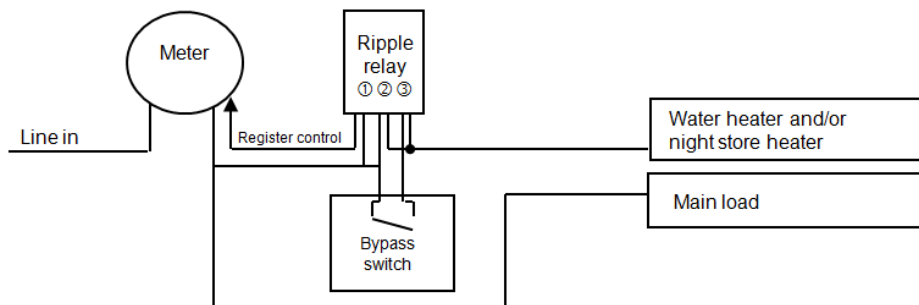 Meter
Ripple
relay
① ② ③
Line in
Register control
Water heater and/or
night store heater
Main load
Bypass
switch